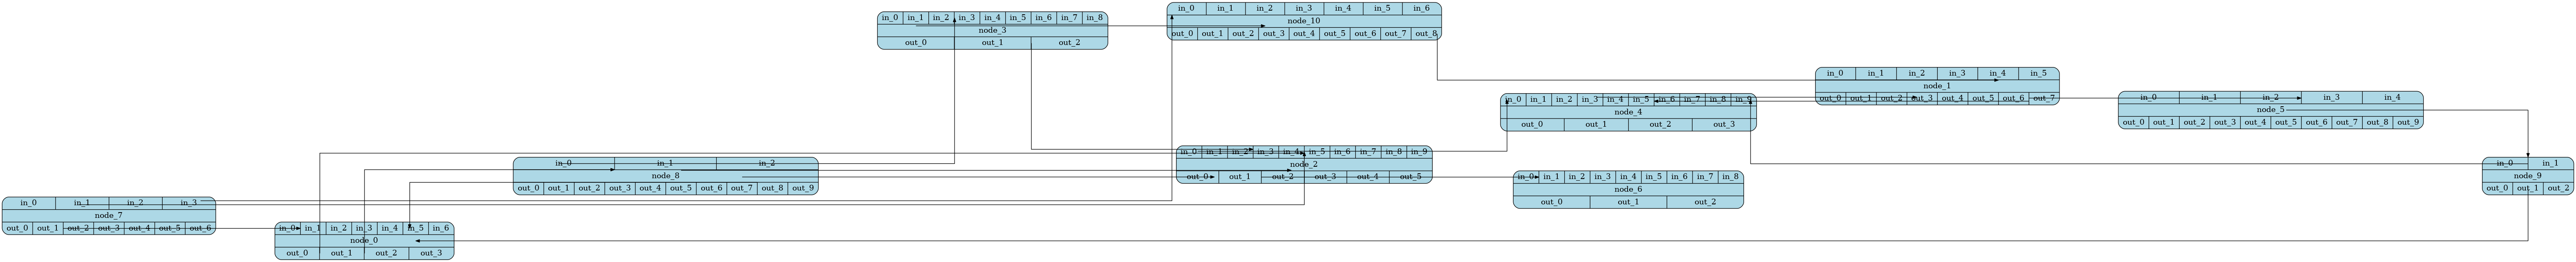 in_0 in_1 in_2 in_3 in_4 in_5 in_6
node_10
out_0 out_1 out_2 out_3 out_4 out_5 out_6 out_7 out_8
in_0 in_1 in_2 in_3 in_4 in_5 in_6 in_7 in_8
node_3
out_0 out_1 out_2
in_0 in_1 in_2 in_3 in_4 in_5
node_1
out_0 out_1 out_2 out_3 out_4 out_5 out_6 out_7
in_0 in_1 in_2 in_3 in_4
node_5
out_0 out_1 out_2 out_3 out_4 out_5 out_6 out_7 out_8 out_9
in_0 in_1 in_2 in_3 in_4 in_5 in_6 in_7 in_8 in_9
node_4
out_0 out_1 out_2 out_3
in_0 in_1 in_2 in_3 in_4 in_5 in_6 in_7 in_8 in_9
node_2
out_0 out_1 out_2 out_3 out_4 out_5
in_0 in_1 in_2
node_8
out_0 out_1 out_2 out_3 out_4 out_5 out_6 out_7 out_8 out_9
in_0 in_1
node_9
out_0 out_1 out_2
in_0 in_1 in_2 in_3 in_4 in_5 in_6 in_7 in_8
node_6
out_0 out_1 out_2
in_0 in_1 in_2 in_3
node_7
out_0 out_1 out_2 out_3 out_4 out_5 out_6
in_0 in_1 in_2 in_3 in_4 in_5 in_6
node_0
out_0 out_1 out_2 out_3